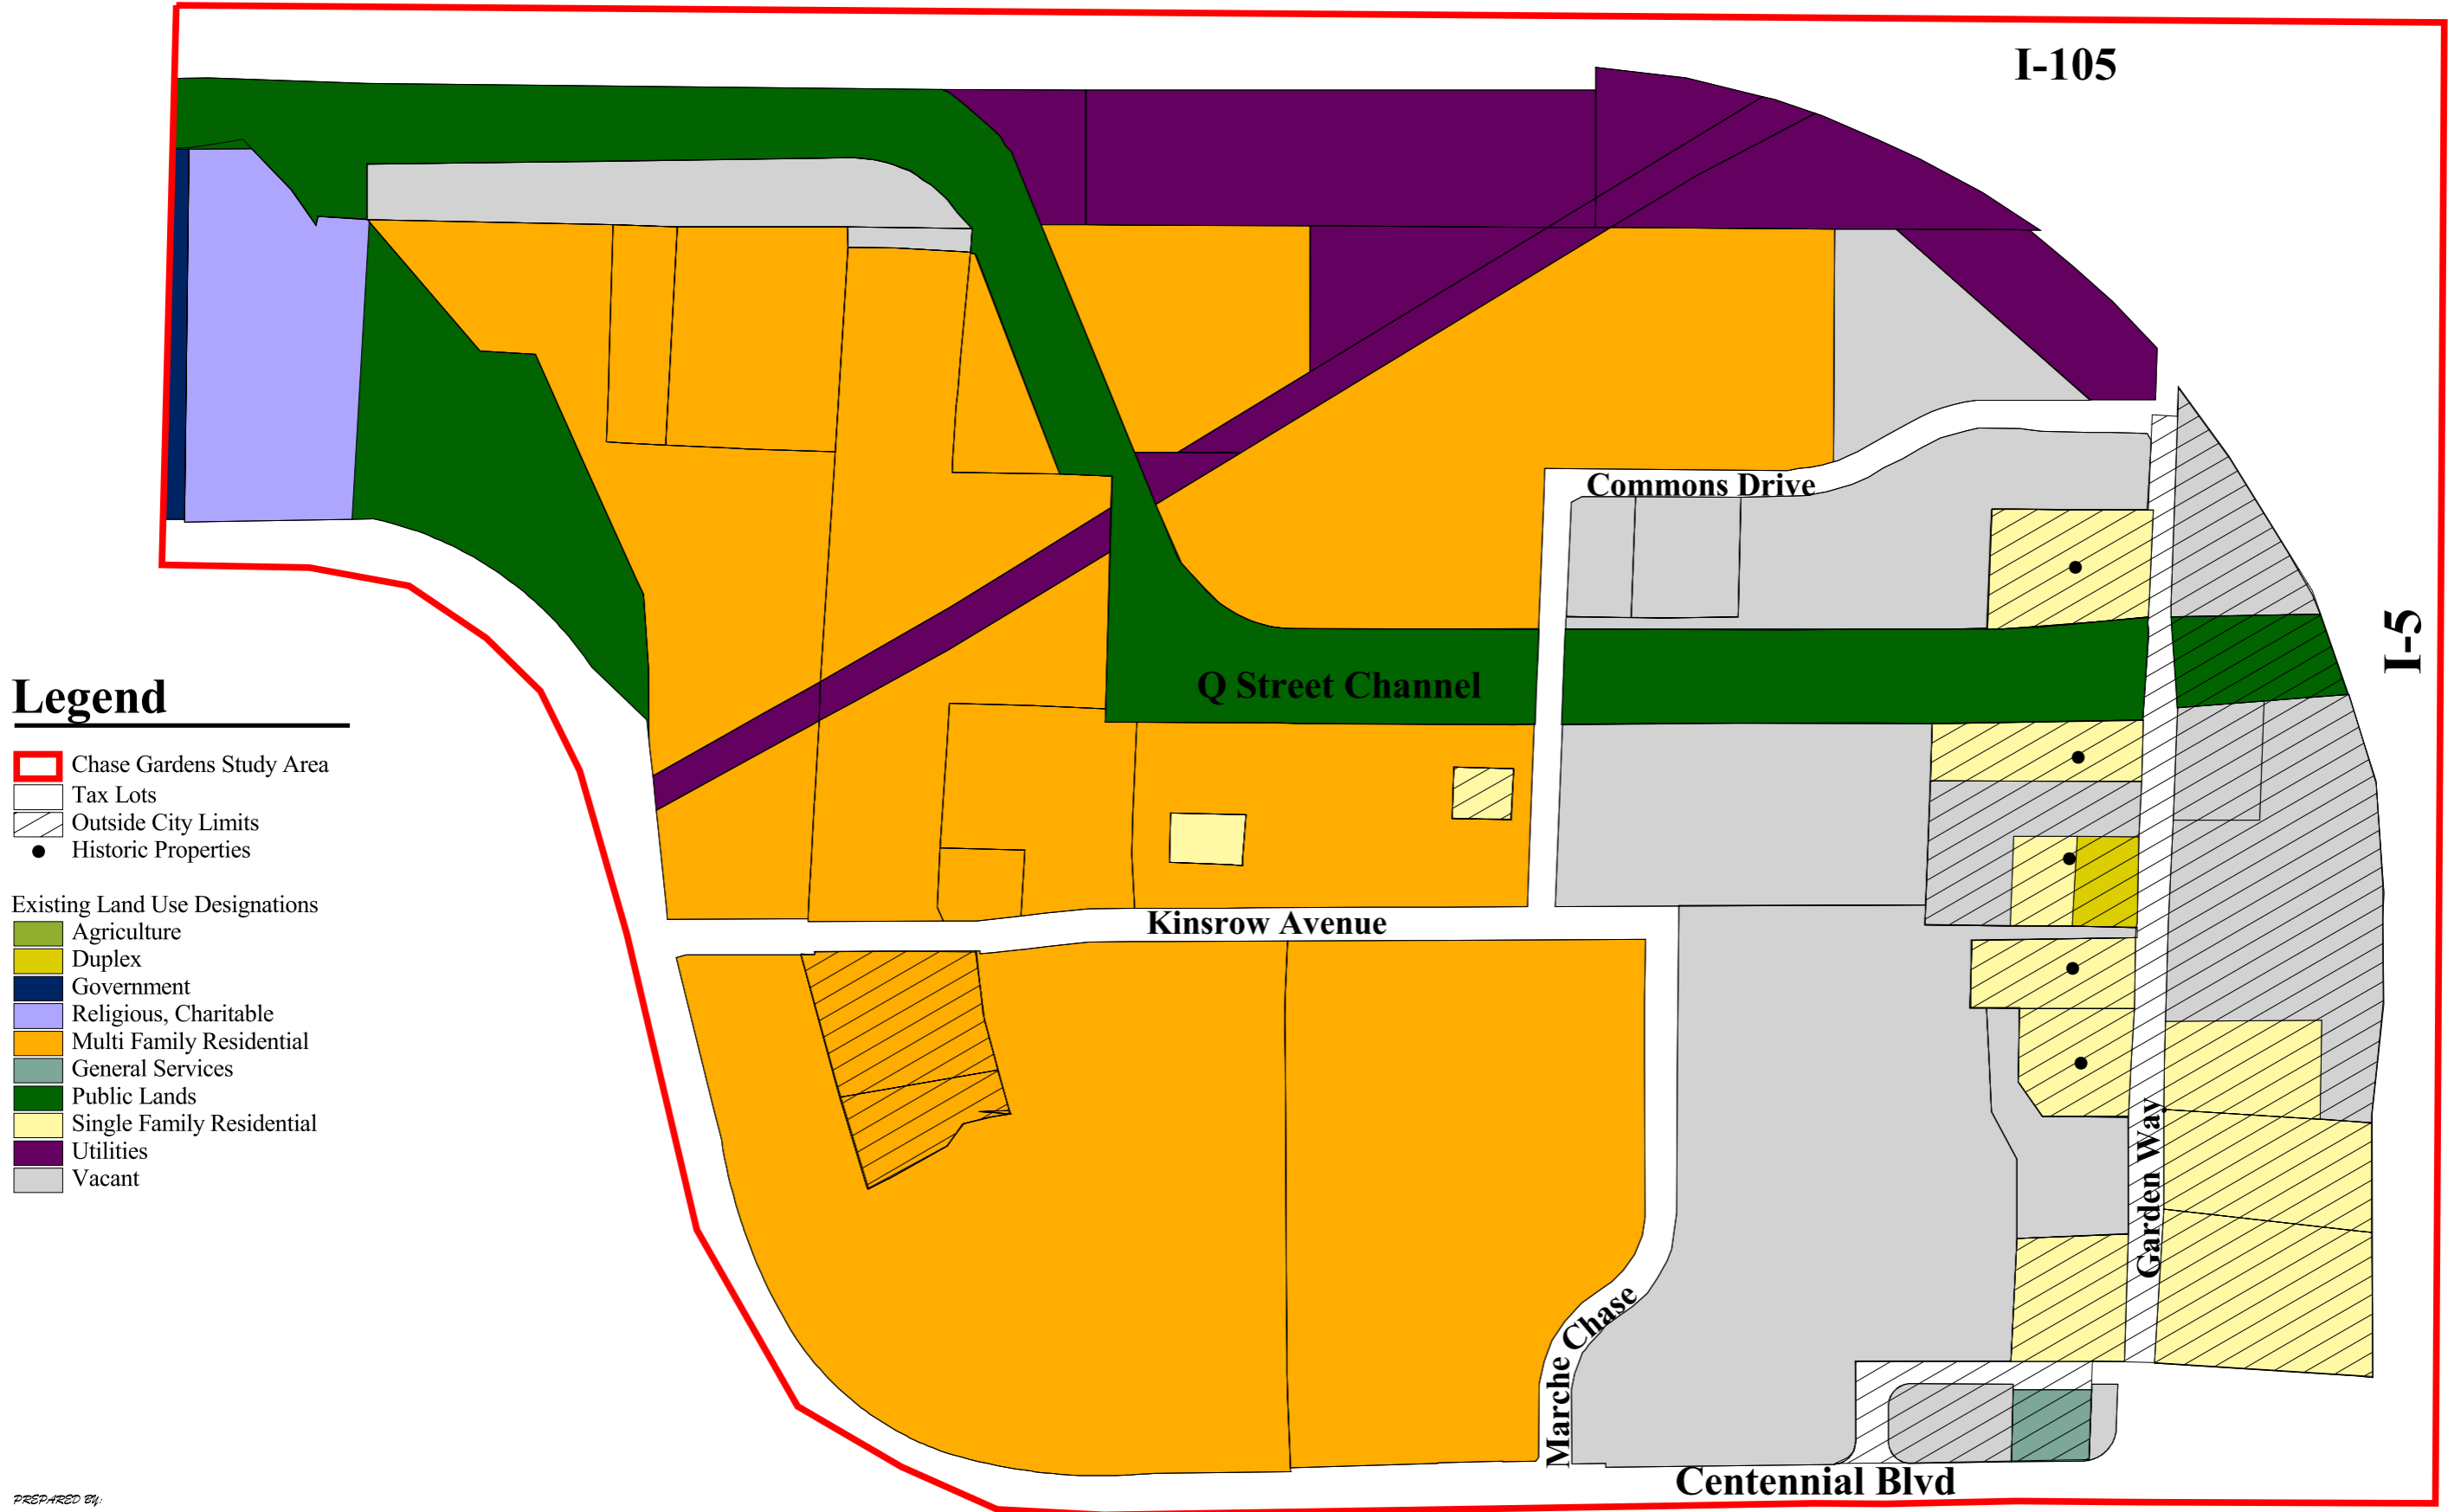 I-105
Commons Drive
I-5
Q Street Channel
Legend
Chase Gardens Study Area
Tax Lots
Outside City Limits
Historic Properties
Existing Land Use Designations
Agriculture
Duplex
Government
Religious, Charitable
Multi Family Residential
General Services
Public Lands
Single Family Residential
Utilities
Vacant
Kinsrow Avenue
Garden Way
Marche Chase
Centennial Blvd
PREPARED BY: